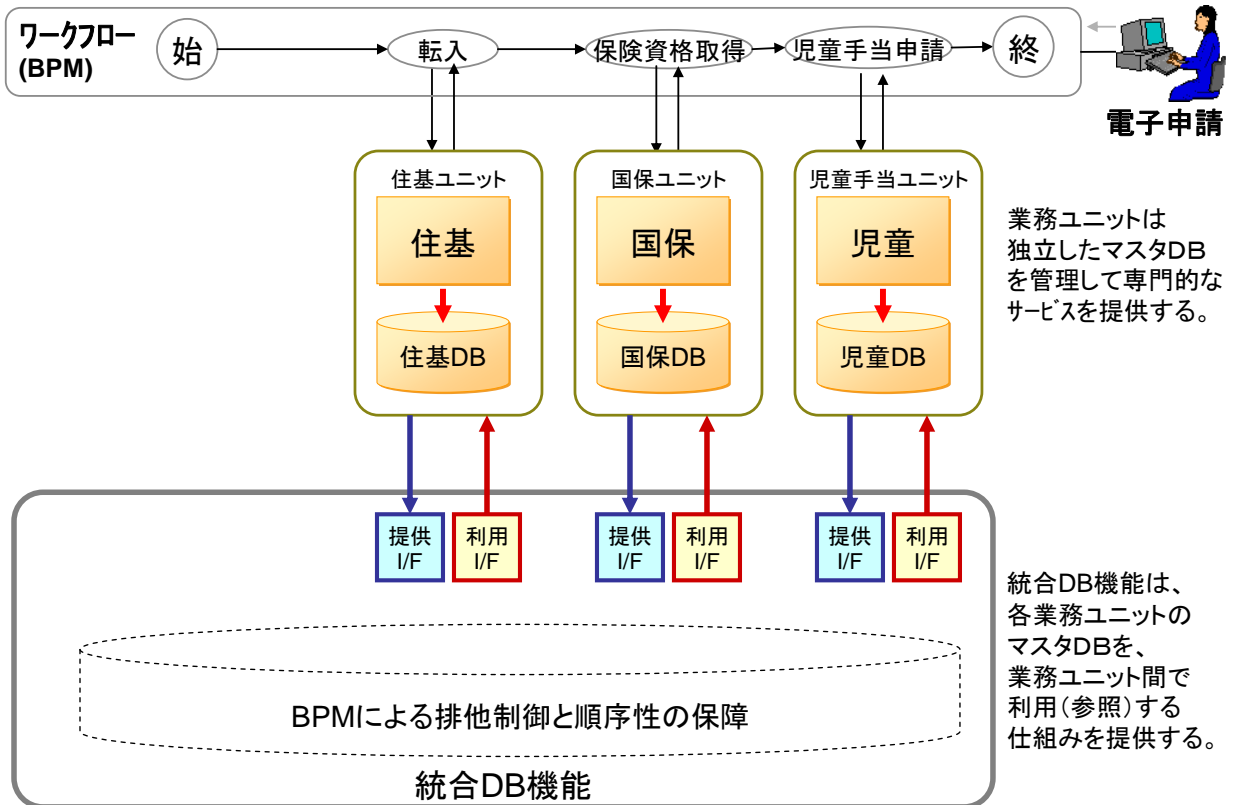 ワークフロー
(BPM)
始
転入
保険資格取得
児童手当申請
終
電子申請
住基ユニット
国保ユニット
児童手当ユニット
住基
国保
児童
住基DB
国保DB
児童DB
業務ユニットは
独立したマスタDB
を管理して専門的な
サービスを提供する。
提供
I/F
利用
I/F
提供
I/F
利用
I/F
提供
I/F
利用
I/F
統合DB機能は、
各業務ユニットの
マスタDBを、
業務ユニット間で
利用(参照)する
仕組みを提供する。
BPMによる排他制御と順序性の保障
統合DB機能